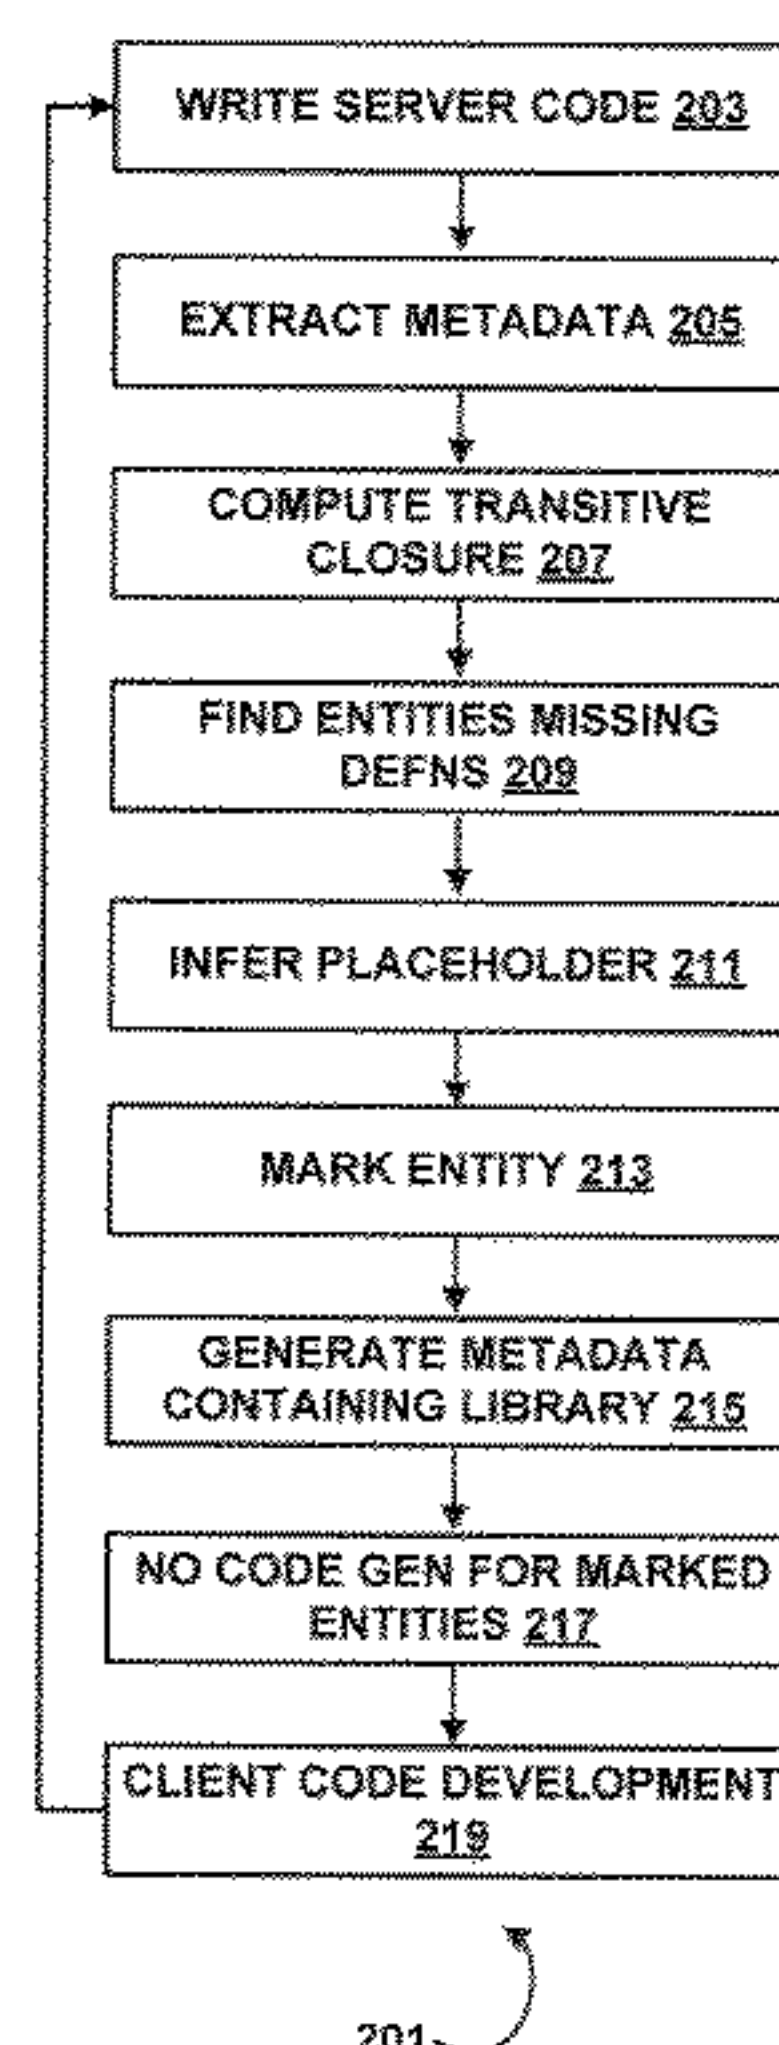 WRITE SERVER CODE 203
EXTRACT METADATA 205
COMPUTE TRANSITIVE
CLOSURE 207
FIND ENTITIES MISSING
DEFNS 209
INFER PLACEHOLDER 211
MARK ENTITY 213
GENERATE METADATA
CONTAINING LIBRARY 215
NO CODE GEN FOR MARKED
ENTITIES 217
CLIENT CODE DEVELOPMENT
219
201